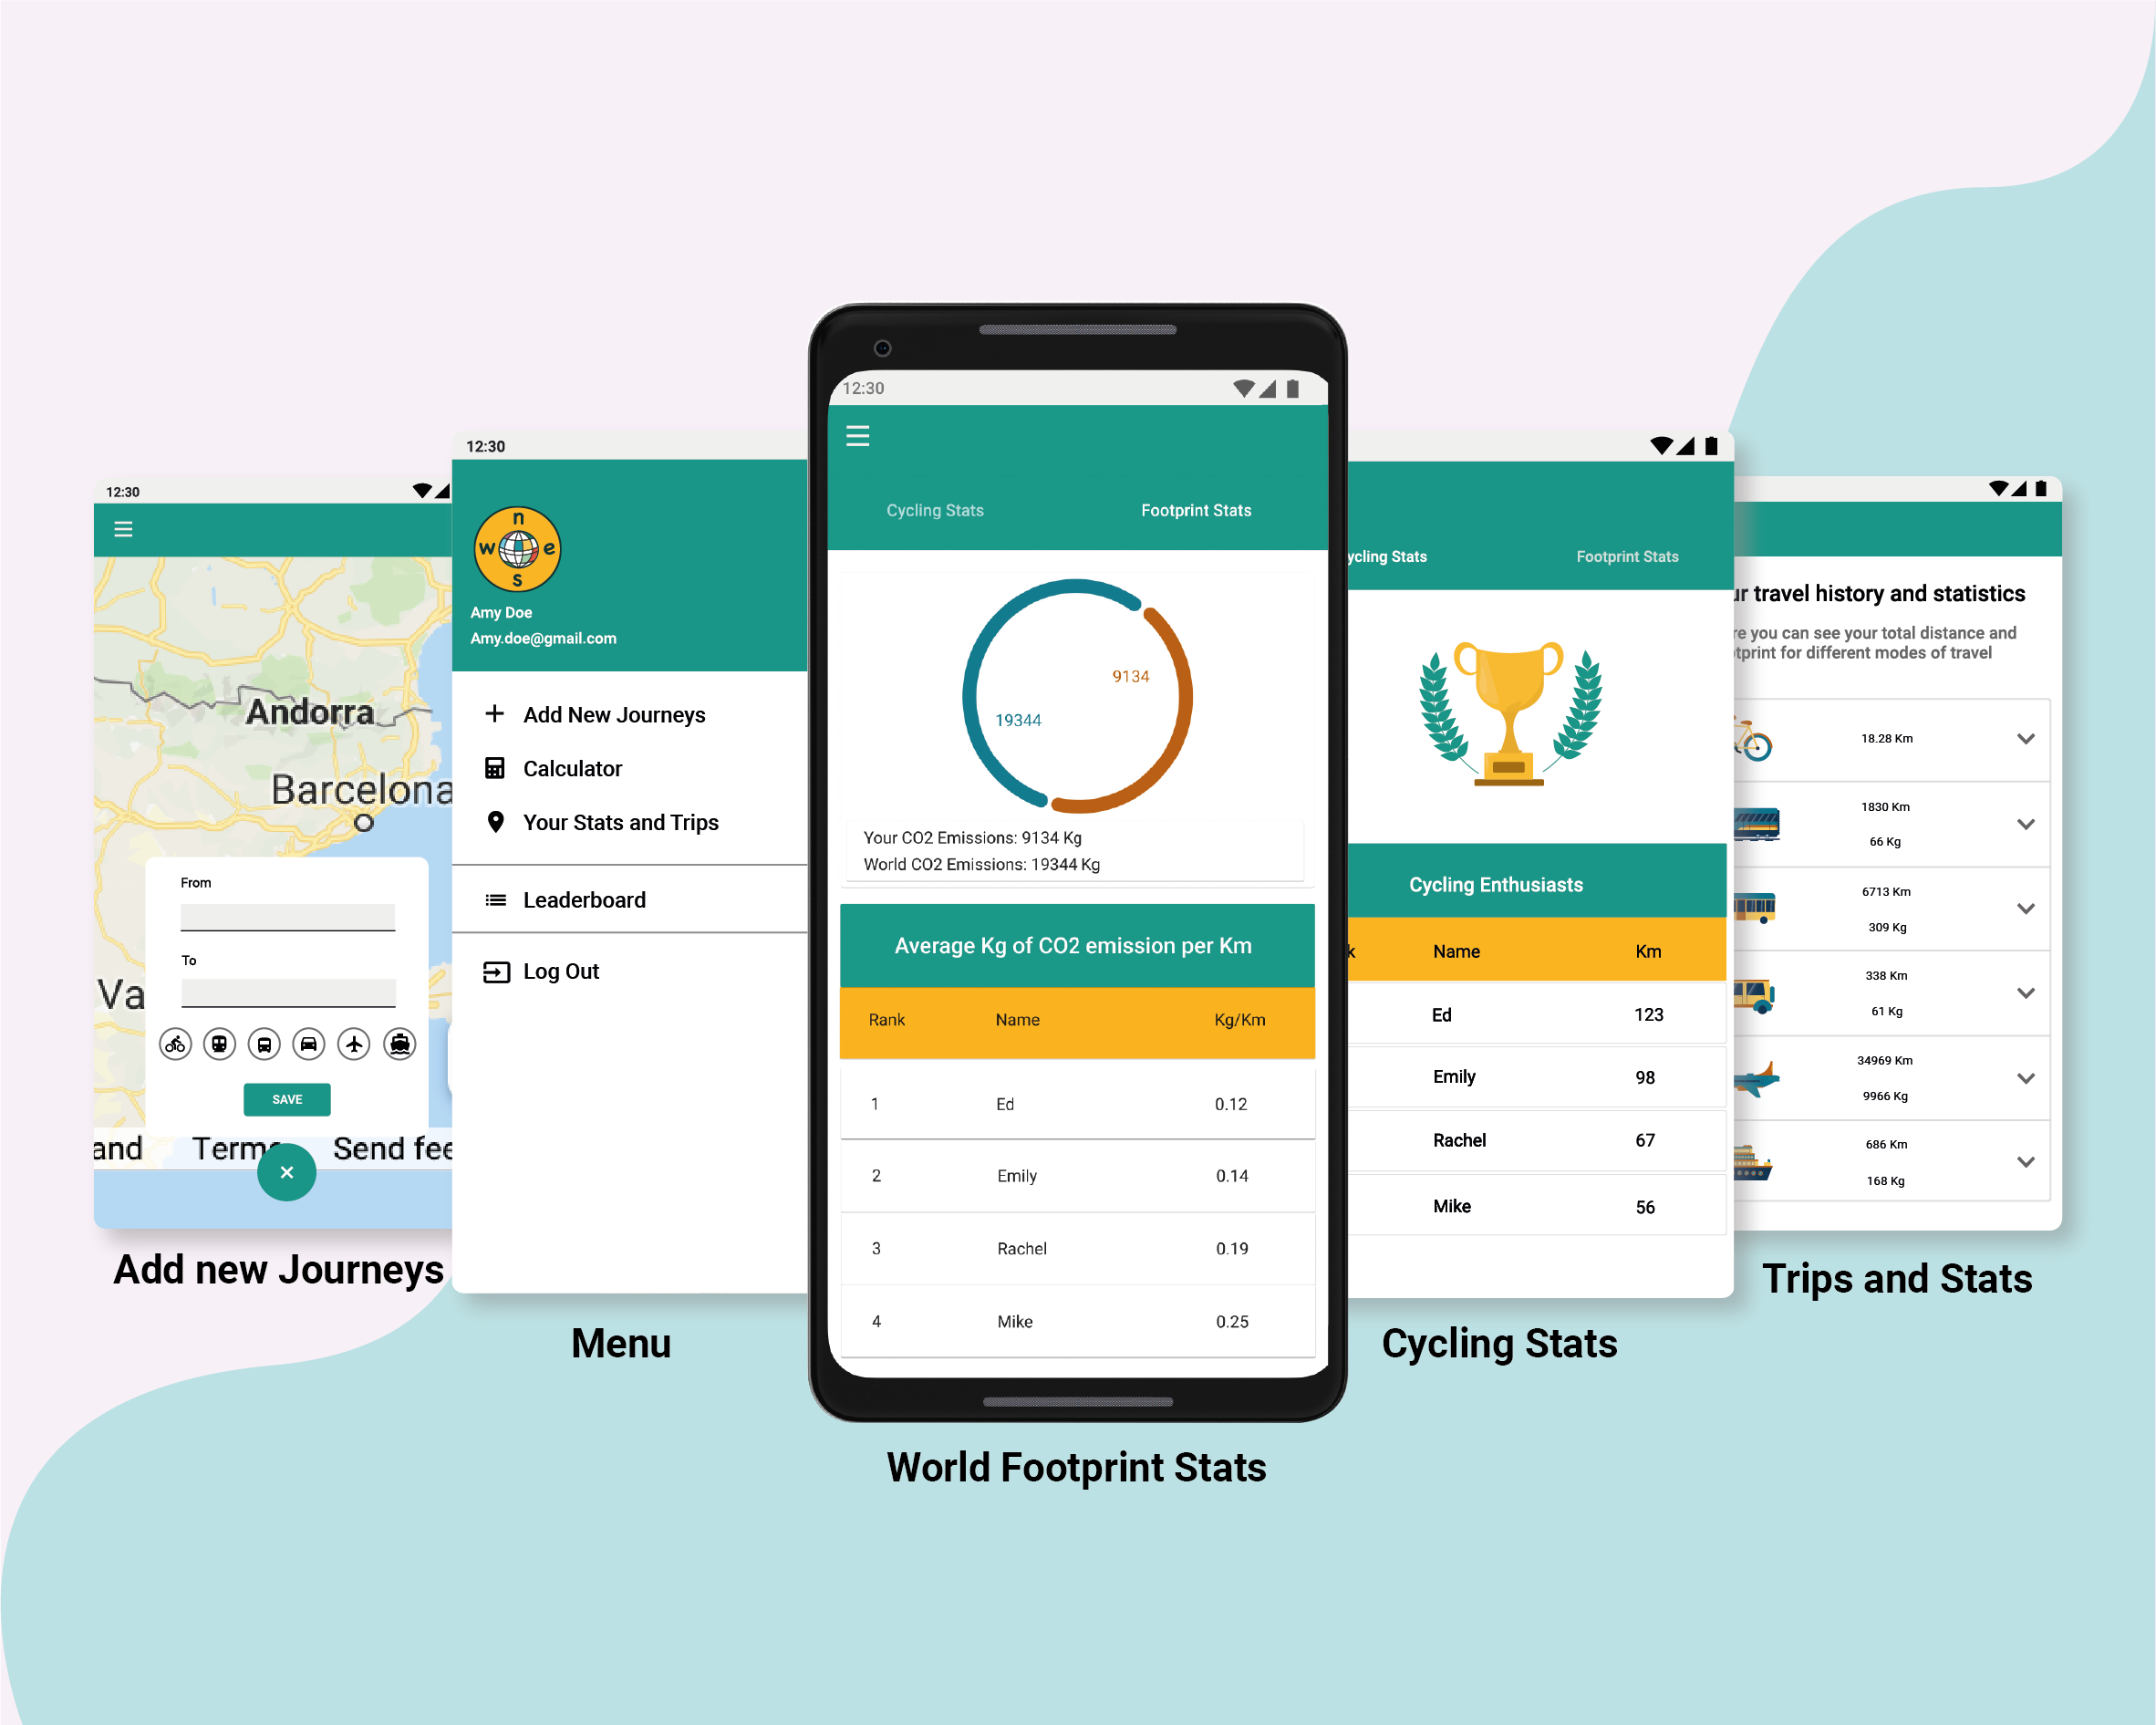 12:30
Andorra
Barcelona
From
To
Va
SAVE
and Terms Send fee
Add new Journeys
12:30
n
w e
s
Amy Doe
Amy.doe@gmail.com
Add New Journeys
Calculator
Your Stats and Trips
Leaderboard
Log Out
Menu
12:30
Cycling Stats Footprint Stats
9134
19344
Your CO2 Emissions: 9134 Kg
World CO2 Emissions: 19344 Kg
Average Kg of CO2 emission per Km
Rank Name Kg/Km
1 Ed 0.12
2 Emily 0.14
3 Rachel 0.19
4 Mike 0.25
World Footprint Stats
ycling Stats Footprint Stats
Cycling Enthusiasts
k Name Km
Ed 123
Emily 98
Rachel 67
Mike 56
Cycling Stats
ur travel history and statistics
re you can see your total distance and
otprint for different modes of travel
18.28 Km
1830 Km
66 Kg
6713 Km
309 Kg
338 Km
61 Kg
34969 Km
9966 Kg
686 Km
168 Kg
Trips and Stats